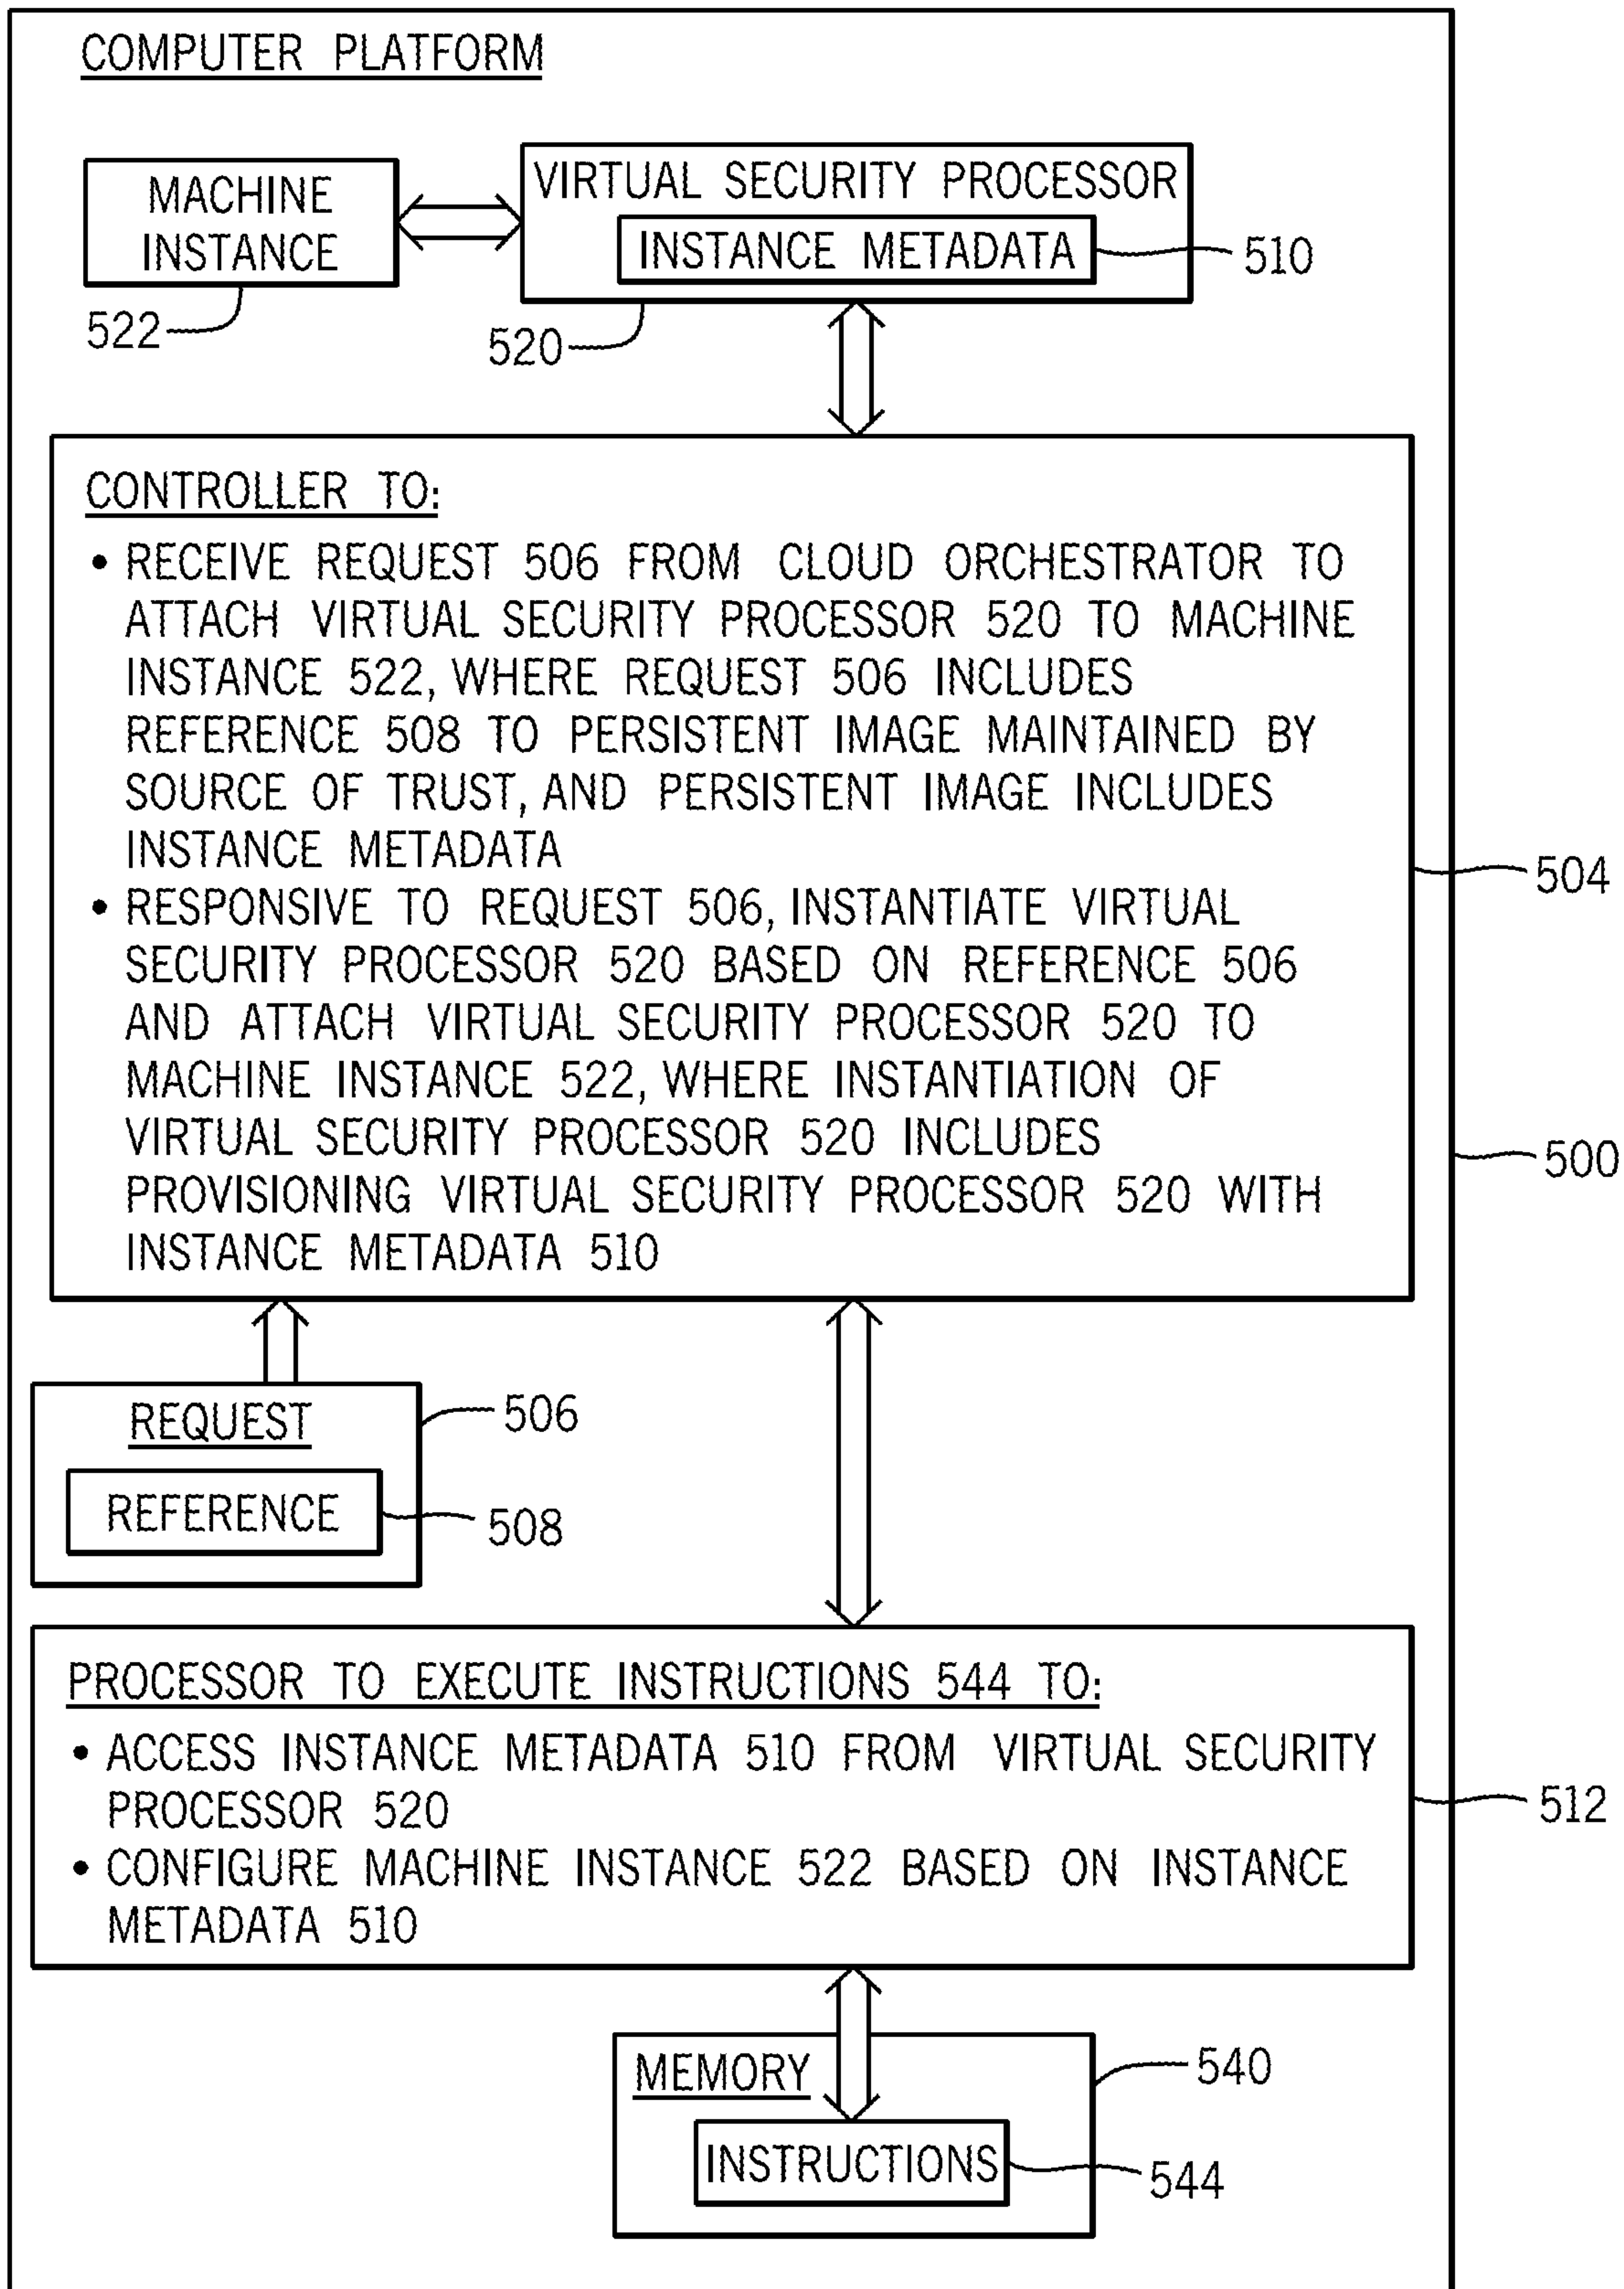 COMPUTER PLATFORM
MACHINE
INSTANCE
522
VIRTUAL SECURITY PROCESSOR
INSTANCE METADATA
510
520
CONTROLLER TO:
• RECEIVE REQUEST 506 FROM CLOUD ORCHESTRATOR TO
ATTACH VIRTUAL SECURITY PROCESSOR 520 TO MACHINE
INSTANCE 522, WHERE REQUEST 506 INCLUDES
REFERENCE 508 TO PERSISTENT IMAGE MAINTAINED BY
SOURCE OF TRUST, AND PERSISTENT IMAGE INCLUDES
INSTANCE METADATA
• RESPONSIVE TO REQUEST 506, INSTANTIATE VIRTUAL
SECURITY PROCESSOR 520 BASED ON REFERENCE 506
AND ATTACH VIRTUAL SECURITY PROCESSOR 520 TO
MACHINE INSTANCE 522, WHERE INSTANTIATION OF
VIRTUAL SECURITY PROCESSOR 520 INCLUDES
PROVISIONING VIRTUAL SECURITY PROCESSOR 520 WITH
INSTANCE METADATA 510
504
500
REQUEST
506
REFERENCE
508
PROCESSOR TO EXECUTE INSTRUCTIONS 544 TO:
• ACCESS INSTANCE METADATA 510 FROM VIRTUAL SECURITY
PROCESSOR 520
• CONFIGURE MACHINE INSTANCE 522 BASED ON INSTANCE
METADATA 510
512
MEMORY
540
INSTRUCTIONS
544